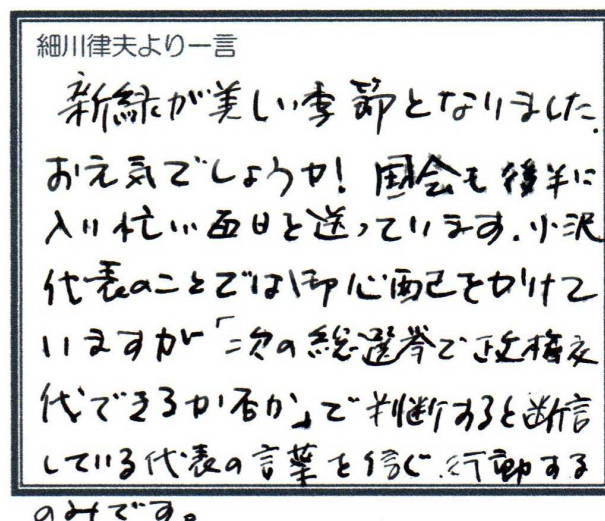 細川律夫より一言
新緑が美しい季節となりました.
お元気でしょうか！国会も後半に
入り忙しい毎日を送っています.小沢
代表のことでは御心配をかけて
いますが「次の総選挙で政権交
代できるか否か」で判断すると断言
している代表の言葉を信じ行動する
のみです。